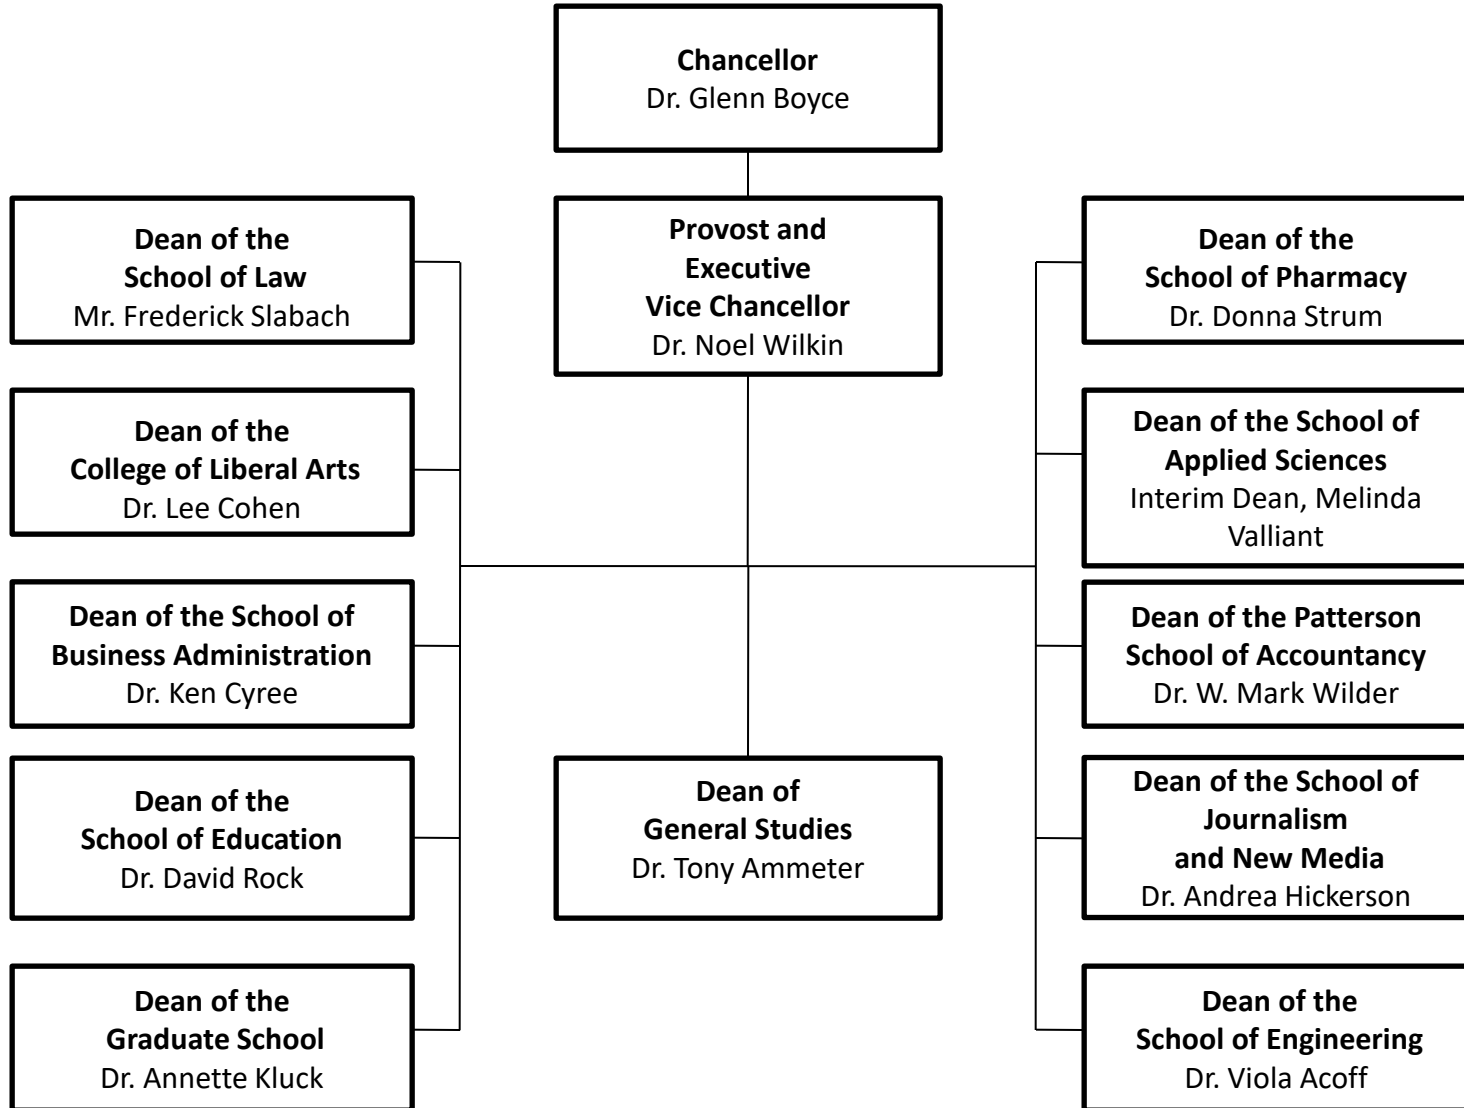 Chancellor
Dr. Glenn Boyce
Dean of the
School of Law
Mr. Frederick Slabach
Provost and
Executive
Vice Chancellor
Dr. Noel Wilkin
Dean of the
School of Pharmacy
Dr. Donna Strum
Dean of the
College of Liberal Arts
Dr. Lee Cohen
Dean of the School of
Applied Sciences
Interim Dean, Melinda
Valliant
Dean of the School of
Business Administration
Dr. Ken Cyree
Dean of the Patterson
School of Accountancy
Dr. W. Mark Wilder
Dean of the
School of Education
Dr. David Rock
Dean of
General Studies
Dr. Tony Ammeter
Dean of the School of
Journalism
and New Media
Dr. Andrea Hickerson
Dean of the
Graduate School
Dr. Annette Kluck
Dean of the
School of Engineering
Dr. Viola Acoff